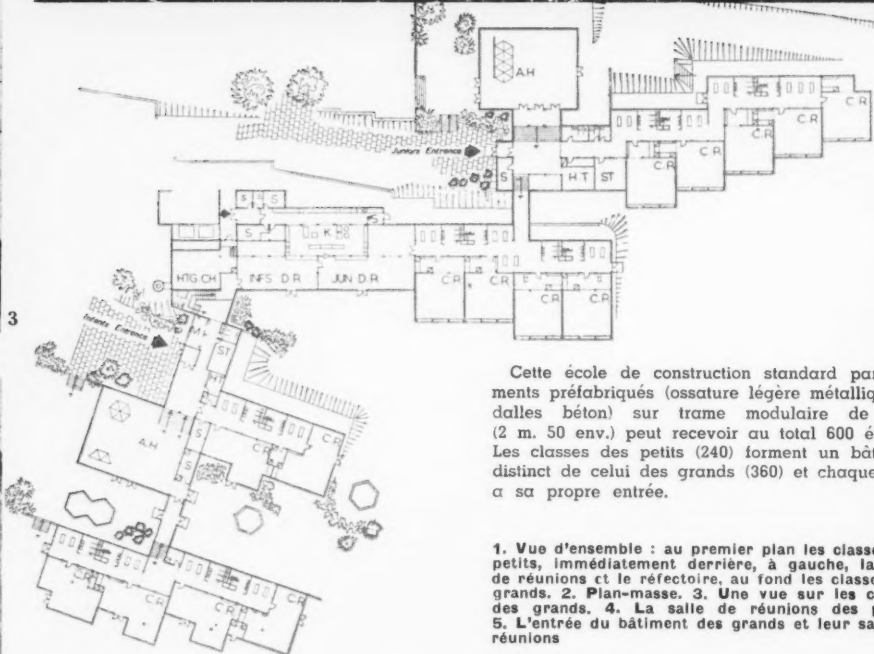 A.H
C.R.
C.R.
C.R.
Juniors Entrance
C.R.
C.R.
S
H.T
ST
S
S
S
K
S
HTG.CH
INFS D.R.
JUN D.R.
C.R.
C.R.
C.R.
C.R.
3
Infants Entrance
ST
A.H
S
S
C.R.
C.R.
C.R.
C.R.
C.R.
Cette école de construction standard par
ments préfabriqués (ossature légère métalliq
dalles béton) sur trame modulaire de
(2 m. 50 env.) peut recevoir au total 600 é
Les classes des petits (240) forment un bât
distinct de celui des grands (360) et chaque
a sa propre entrée.
1. Vue d'ensemble : au premier plan les class
petits, immédiatement derrière, à gauche, la
de réunions et le réfectoire, au fond les classe
grands. 2. Plan-masse. 3. Une vue sur les c
des grands. 4. La salle de réunions des p
5. L'entrée du bâtiment des grands et leur sa
réunions